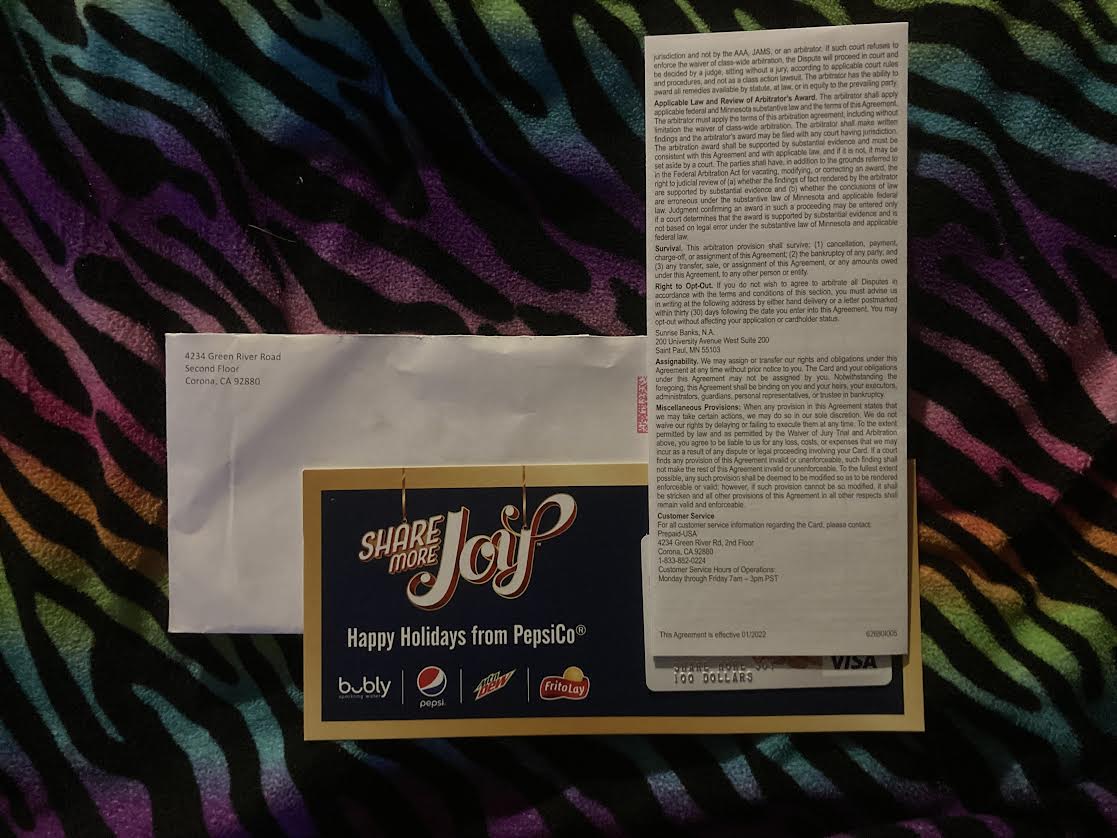 jurisdiction and not by the AAA, JAMS, or an arbitrator. If such court refuses to
enforce the waiver of class-wide arbitration, the Dispute will proceed in court and
be decided by a judge, sitting without a jury, according to applicable court rules
and procedures, and not as a class action lawsuit. The arbitrator has the ability to
award all remedies available by statute, at law, or in equity to the prevailing party.
Applicable Law and Review of Arbitrator's Award. The arbitrator shall apply
applicable federal and Minnesota substantive law and the terms of this Agreement.
The arbitrator must apply the terms of this arbitration agreement, including without
limitation the waiver of class-wide arbitration. The arbitrator shall make written
findings and the arbitrator's award may be filed with any court having jurisdiction.
The arbitration award shall be supported by substantial evidence and must be
consistent with this Agreement and with applicable law, and if it is not, it may be
set aside by a court. The parties shall have, in addition to the grounds referred to
in the Federal Arbitration Act for vacating, modifying, or correcting an award, the
right to judicial review of (a) whether the findings of fact rendered by the arbitrator
are supported by substantial evidence and (b) whether the conclusions of law
are erroneous under the substantive law of Minnesota and applicable federal
law. Judgment confirming an award in such a proceeding may be entered only
if a court determines that the award is supported by substantial evidence and is
not based on legal error under the substantive law of Minnesota and applicable
federal law.
Survival. This arbitration provision shall survive: (1) cancellation, payment,
charge-off, or assignment of this Agreement; (2) the bankruptcy of any party; and
(3) any transfer, sale, or assignment of this Agreement, or any amounts owed
under this Agreement, to any other person or entity.
Right to Opt-Out. If you do not wish to agree to arbitrate all Disputes in
accordance with the terms and conditions of this section, you must advise us
in writing at the following address by either hand delivery or a letter postmarked
within thirty (30) days following the date you enter into this Agreement. You may
opt-out without affecting your application or cardholder status.
Sunrise Banks, N.A.
200 University Avenue West Suite 200
Saint Paul, MN 55103
Assignability. We may assign or transfer our rights and obligations under this
Agreement at any time without prior notice to you. The Card and your obligations
under this Agreement may not be assigned by you. Notwithstanding the
foregoing, this Agreement shall be binding on you and your heirs, your executors,
administrators, guardians, personal representatives, or trustee in bankruptcy.
Miscellaneous Provisions: When any provision in this Agreement states that
we may take certain actions, we may do so in our sole discretion. We do not
waive our rights by delaying or failing to execute them at any time. To the extent
permitted by law and as permitted by the Waiver of Jury Trial and Arbitration
above, you agree to be liable to us for any loss, costs, or expenses that we may
incur as a result of any dispute or legal proceeding involving your Card. If a court
finds any provision of this Agreement invalid or unenforceable, such finding shall
not make the rest of this Agreement invalid or unenforceable. To the fullest extent
possible, any such provision shall be deemed to be modified so as to be rendered
enforceable or valid; however, if such provision cannot be so modified, it shall
be stricken and all other provisions of this Agreement in all other respects shall
remain valid and enforceable.
Customer Service
For all customer service information regarding the Card, please contact:
Prepaid-USA
4234 Green River Rd, 2nd Floor
Corona, CA 92880
1-833-882-0224
Customer Service Hours of Operations:
Monday through Friday 7am – 3pm PST
This Agreement is effective 01/2022
626804005
4234 Green River Road
Second Floor
Corona, CA 92880
SHARE
MORE
Joy
Happy Holidays from PepsiCo®
bubly
sparkling water
pepsi
mtn
dew
Frito Lay
SHARE MORE JOY
100 DOLLARS
VISA